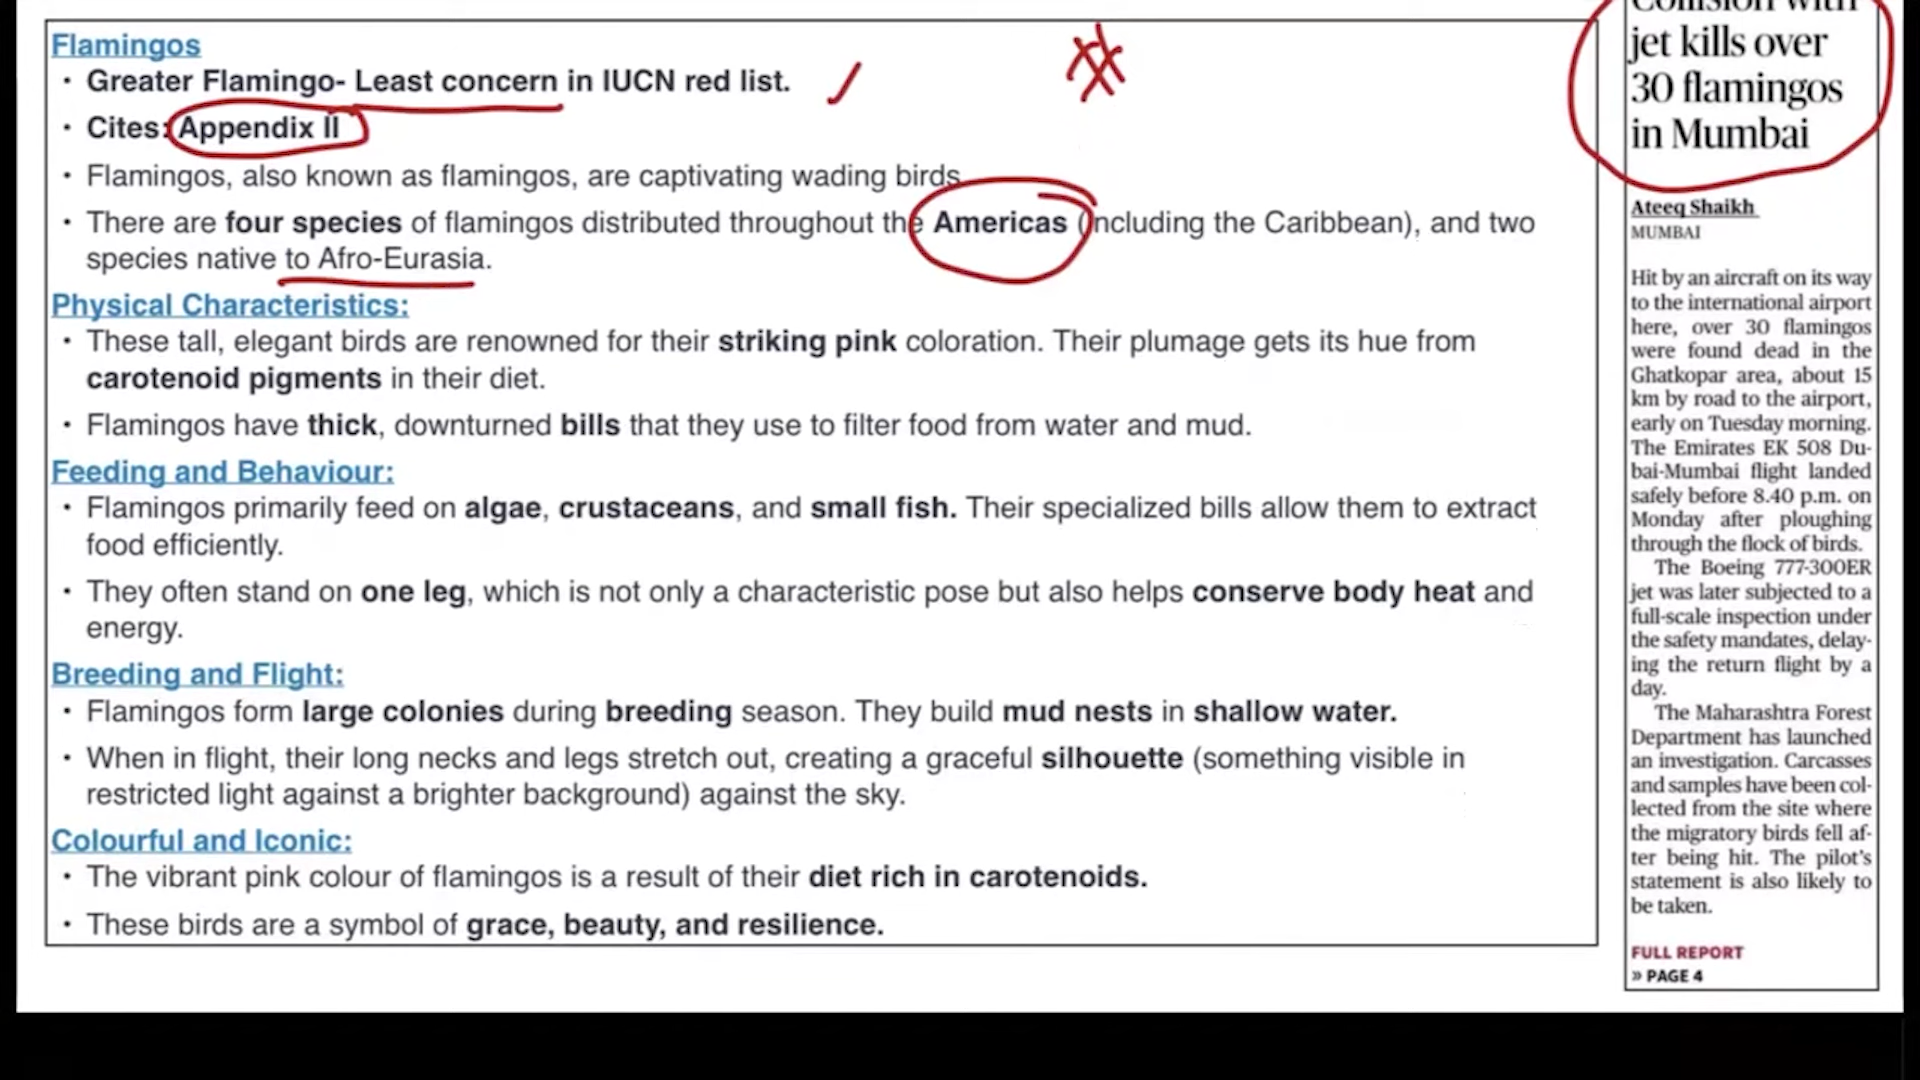 Flamingos
• Greater Flamingo- Least concern in IUCN red list.
• Cites: Appendix II
• Flamingos, also known as flamingos, are captivating wading birds.
• There are four species of flamingos distributed throughout the Americas (including the Caribbean), and two
species native to Afro-Eurasia.
Physical Characteristics:
• These tall, elegant birds are renowned for their striking pink coloration. Their plumage gets its hue from
carotenoid pigments in their diet.
• Flamingos have thick, downturned bills that they use to filter food from water and mud.
Feeding and Behaviour:
• Flamingos primarily feed on algae, crustaceans, and small fish. Their specialized bills allow them to extract
food efficiently.
• They often stand on one leg, which is not only a characteristic pose but also helps conserve body heat and
energy.
Breeding and Flight:
• Flamingos form large colonies during breeding season. They build mud nests in shallow water.
• When in flight, their long necks and legs stretch out, creating a graceful silhouette (something visible in
restricted light against a brighter background) against the sky.
Colourful and Iconic:
• The vibrant pink colour of flamingos is a result of their diet rich in carotenoids.
• These birds are a symbol of grace, beauty, and resilience.
Collision with
jet kills over
30 flamingos
in Mumbai
Ateeq Shaikh
MUMBAI
Hit by an aircraft on its way
to the international airport
here, over 30 flamingos
were found dead in the
Ghatkopar area, about 15
km by road to the airport,
early on Tuesday morning.
The Emirates EK 508 Du-
bai-Mumbai flight landed
safely before 8.40 p.m. on
Monday after ploughing
through the flock of birds.
The Boeing 777-300ER
jet was later subjected to a
full-scale inspection under
the safety mandates, delay-
ing the return flight by a
day.
The Maharashtra Forest
Department has launched
an investigation. Carcasses
and samples have been col-
lected from the site where
the migratory birds fell af-
ter being hit. The pilot's
statement is also likely to
be taken.
FULL REPORT
» PAGE 4